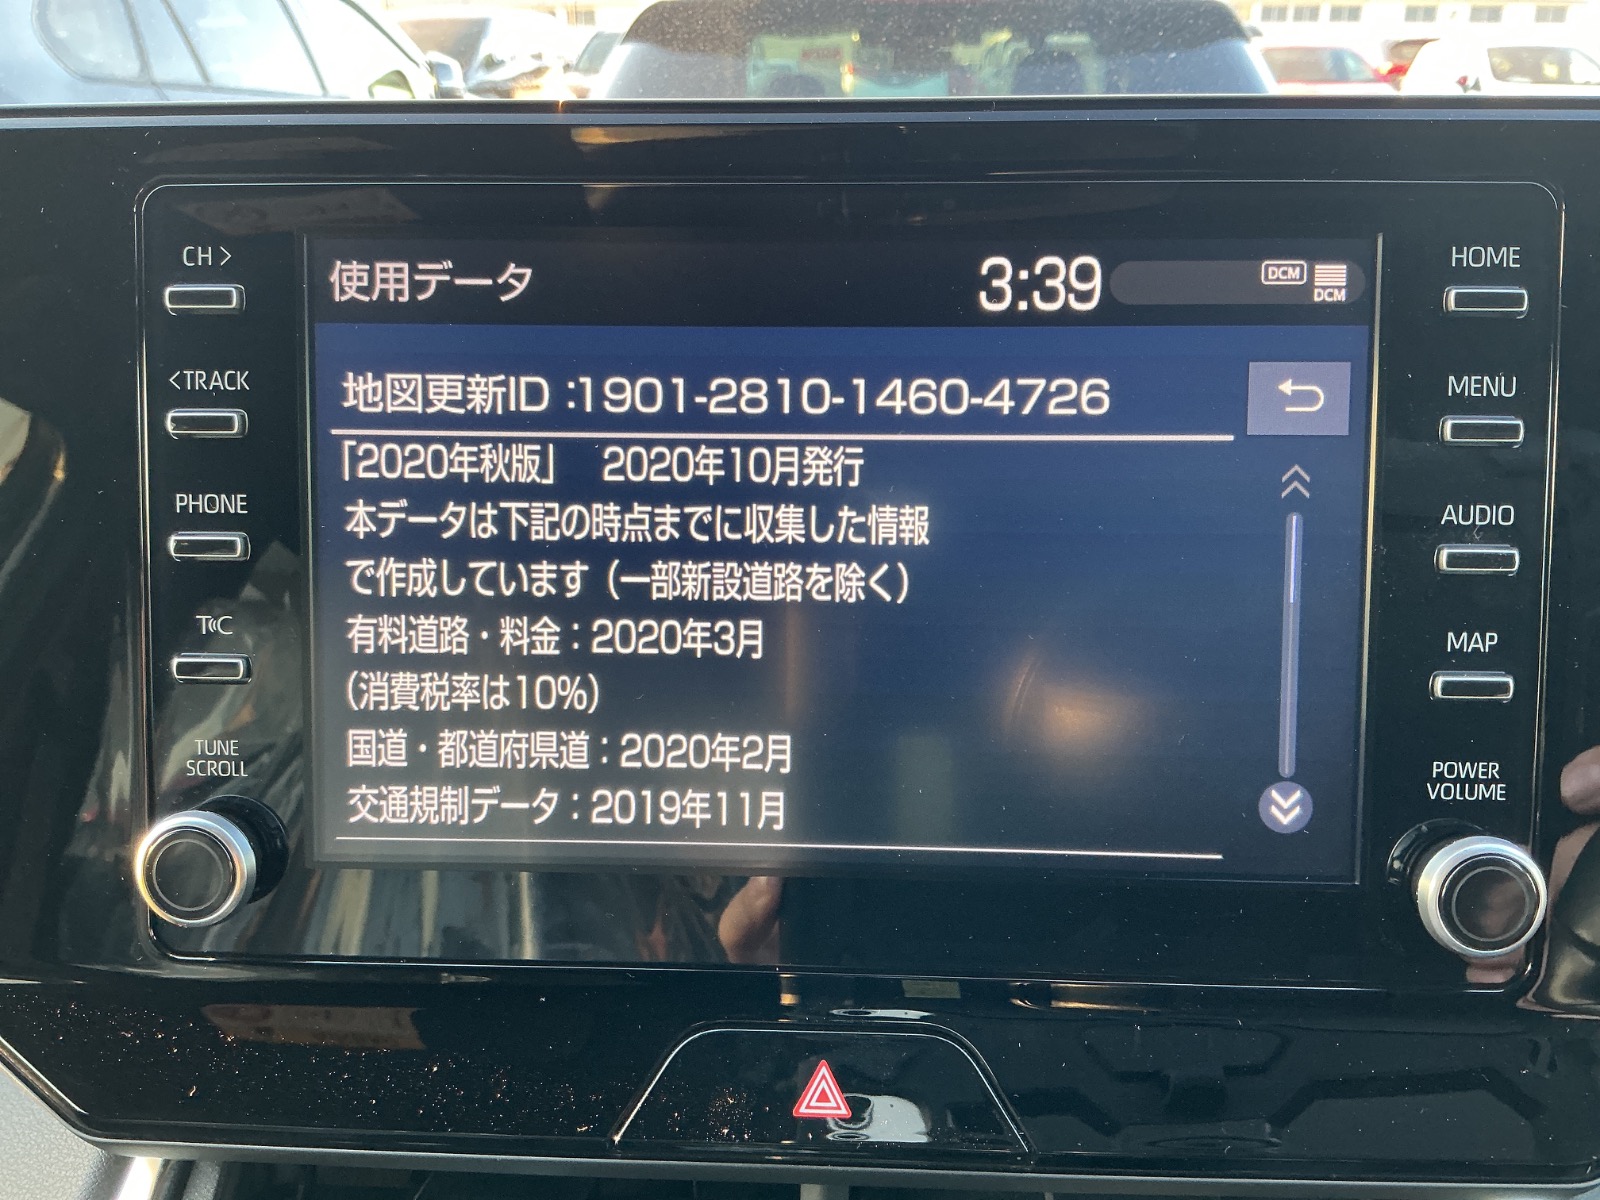 CH >
<TRACK
PHONE
T«C
TUNE
SCROLL
使用データ
3:39
DCM
DCM
地図更新ID:1901-2810-1460-4726
「2020年秋版」 2020年10月発行
本データは下記の時点までに収集した情報
で作成しています（一部新設道路を除く）
有料道路・料金：2020年3月
（消費税率は10%）
国道・都道府県道：2020年2月
交通規制データ：2019年11月
HOME
MENU
AUDIO
MAP
POWER
VOLUME